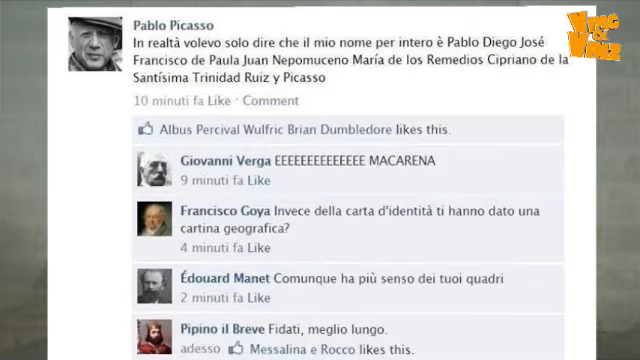 Vroc & Vruz
Pablo Picasso
In realtà volevo solo dire che il mio nome per intero è Pablo Diego José
Francisco de Paula Juan Nepomuceno María de los Remedios Cipriano de la
Santísima Trinidad Ruiz y Picasso
10 minuti fa Like · Comment
Albus Percival Wulfric Brian Dumbledore likes this.
Giovanni Verga EEEEEEEEEEEEEE MACARENA
9 minuti fa Like
Francisco Goya Invece della carta d'identità ti hanno dato una
cartina geografica?
4 minuti fa Like
Édouard Manet Comunque ha più senso dei tuoi quadri
2 minuti fa Like
Pipino il Breve Fidati, meglio lungo.
adesso Messalina e Rocco likes this.